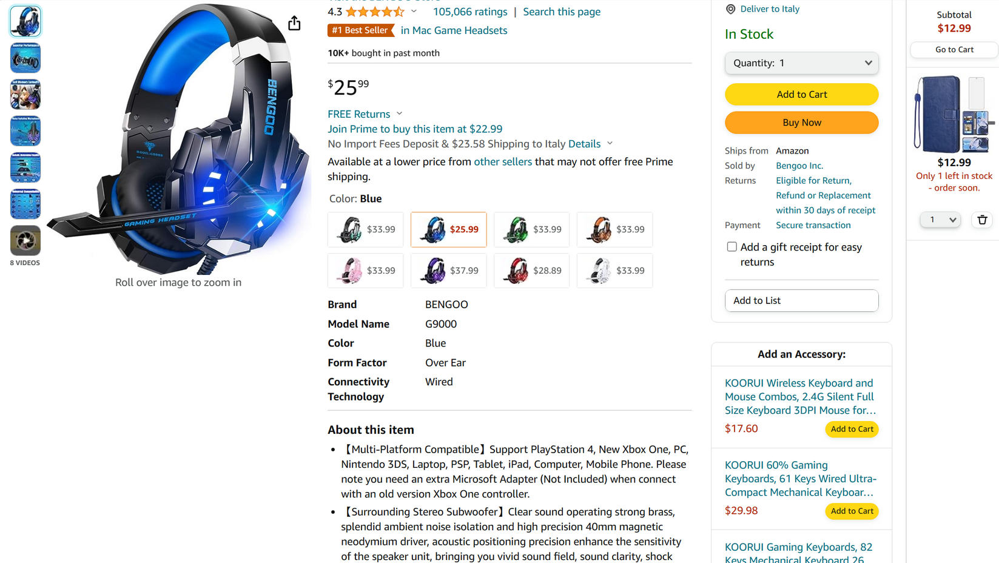 4.3
105,066 ratings | Search this page
#1 Best Seller in Mac Game Headsets
10K+ bought in past month
$25.99
FREE Returns
Join Prime to buy this item at $22.99
No Import Fees Deposit & $23.58 Shipping to Italy Details
Available at a lower price from other sellers that may not offer free Prime
shipping.
Color: Blue
$33.99
$25.99
$33.99
$33.99
$33.99
$37.99
$28.89
$33.99
Brand BENGOO
Model Name G9000
Color Blue
Form Factor Over Ear
Connectivity Wired
Technology
About this item
• 【Multi-Platform Compatible】Support PlayStation 4, New Xbox One, PC,
Nintendo 3DS, Laptop, PSP, Tablet, iPad, Computer, Mobile Phone. Please
note you need an extra Microsoft Adapter (Not Included) when connect
with an old version Xbox One controller.
• 【Surrounding Stereo Subwoofer】Clear sound operating strong brass,
splendid ambient noise isolation and high precision 40mm magnetic
neodymium driver, acoustic positioning precision enhance the sensitivity
of the speaker unit, bringing you vivid sound field, sound clarity, shock
BENGOO
GAMING HEADSET
8 VIDEOS
Roll over image to zoom in
Deliver to Italy
In Stock
Quantity: 1
Add to Cart
Buy Now
Ships from Amazon
Sold by Bengoo Inc.
Returns Eligible for Return,
Refund or Replacement
within 30 days of receipt
Payment Secure transaction
Add a gift receipt for easy
returns
Add to List
Add an Accessory:
KOORUI Wireless Keyboard and
Mouse Combos, 2.4G Silent Full
Size Keyboard 3DPI Mouse for...
$17.60
Add to Cart
KOORUI 60% Gaming
Keyboards, 61 Keys Wired Ultra-
Compact Mechanical Keyboar...
$29.98
Add to Cart
KOORUI Gaming Keyboards, 82
Keys Mechanical Keyboard 26
Subtotal
$12.99
Go to Cart
$12.99
Only 1 left in stock
- order soon.
1